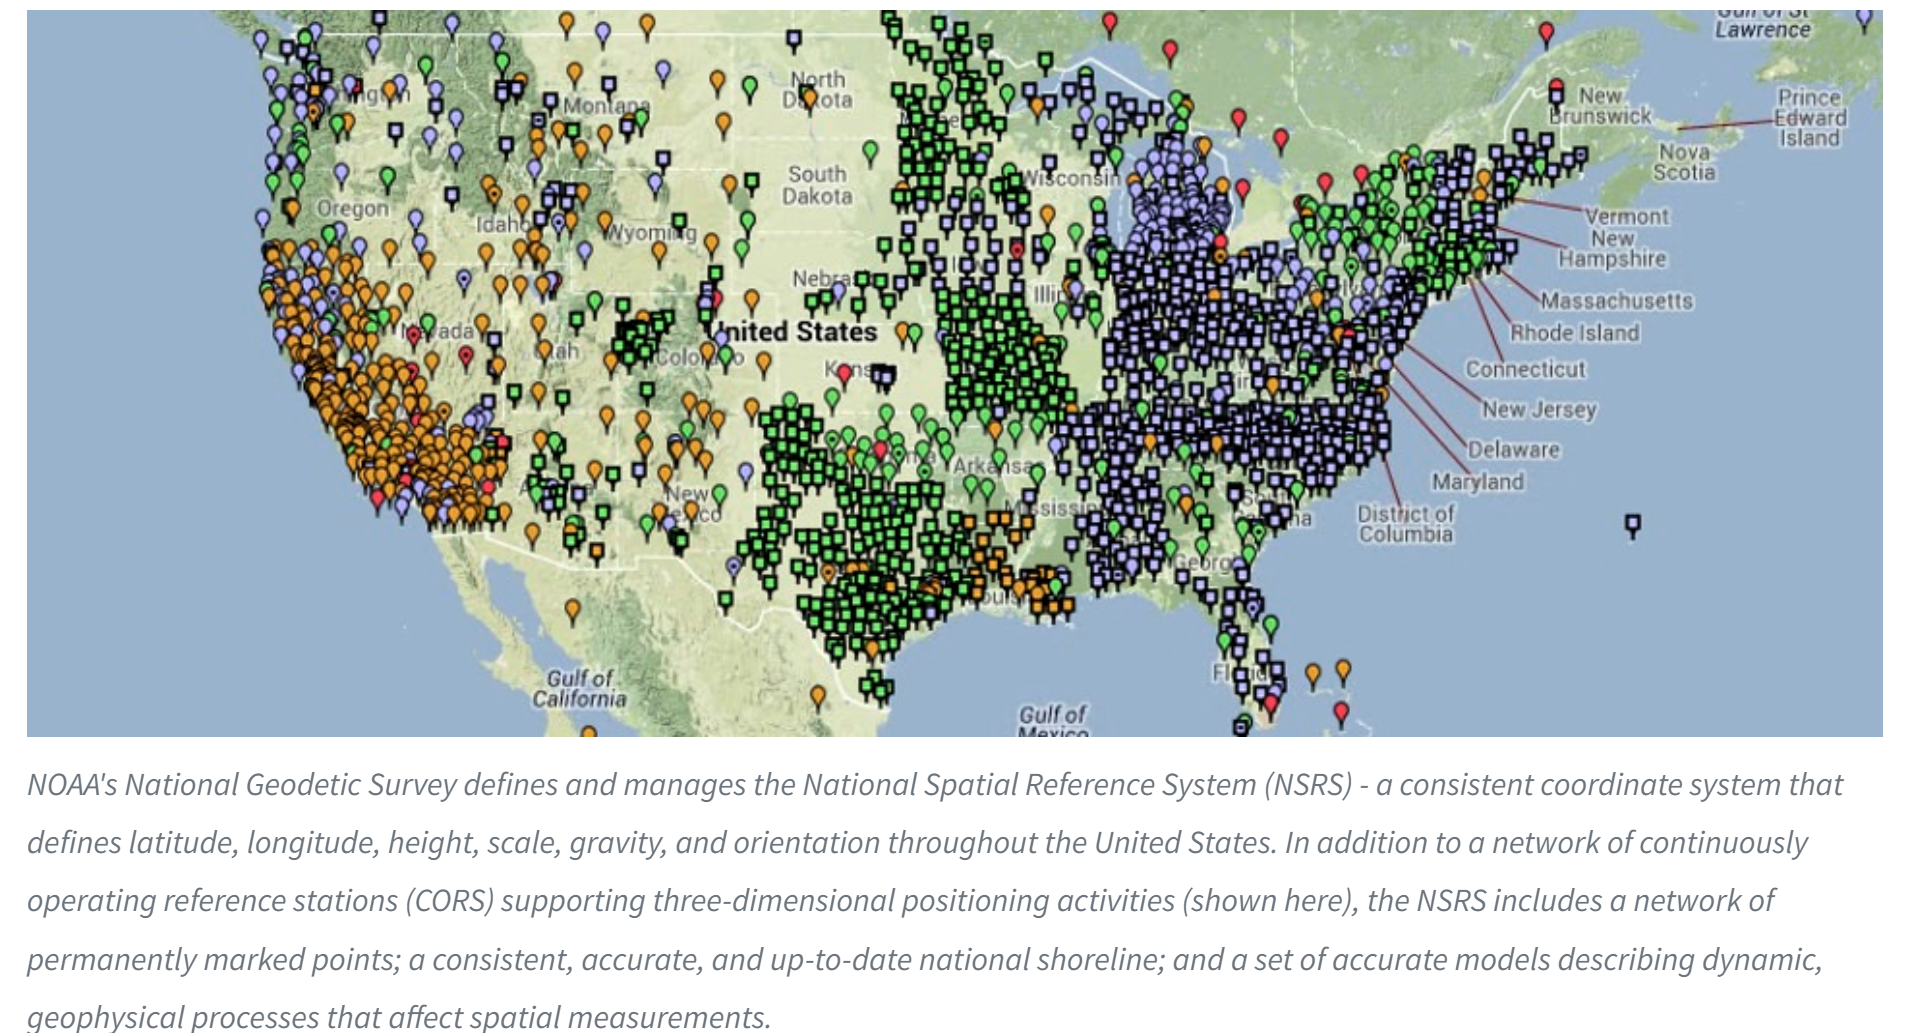 Gulf of St
Lawrence
North
Dakota
Montana
New
Brunswick
Prince
Edward
Island
Nova
Scotia
South
Dakota
Wisconsin
Oregon
Idaho
Wyoming
Vermont
New
Hampshire
Massachusetts
Rhode Island
Connecticut
New Jersey
Delaware
Maryland
District of
Columbia
Nevada
Utah
Colorado
United States
Arkansas
Mississippi
New
Georgia
Florida
Gulf of
California
Gulf of
Mexico
NOAA's National Geodetic Survey defines and manages the National Spatial Reference System (NSRS) - a consistent coordinate system that
defines latitude, longitude, height, scale, gravity, and orientation throughout the United States. In addition to a network of continuously
operating reference stations (CORS) supporting three-dimensional positioning activities (shown here), the NSRS includes a network of
permanently marked points; a consistent, accurate, and up-to-date national shoreline; and a set of accurate models describing dynamic,
geophysical processes that affect spatial measurements.